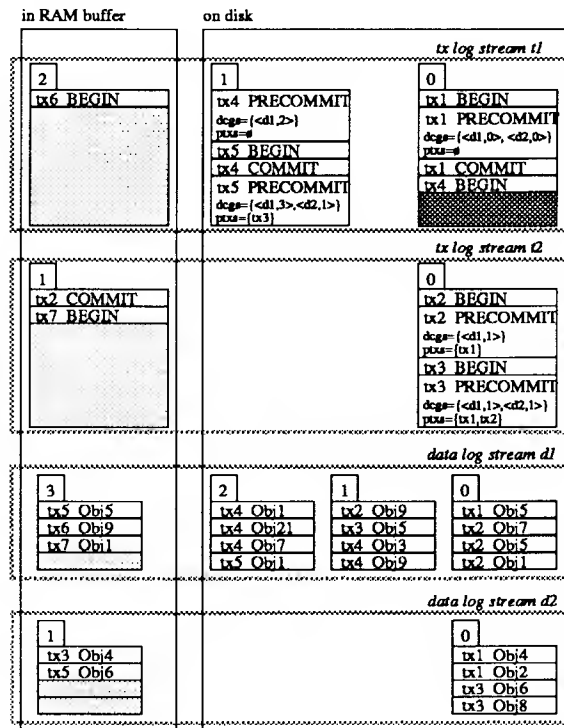 in RAM buffer
on disk
tx log stream t1
2
tx6 BEGIN
1
tx4 PRECOMMIT
dcgs={<d1,2>}
ptxs=ø
tx5 BEGIN
tx4 COMMIT
tx5 PRECOMMIT
dcgs={<d1,3>,<d2,1>}
ptxs={tx3}
0
tx1 BEGIN
tx1 PRECOMMIT
dcgs={<d1,0>, <d2,0>}
ptxs=ø
tx1 COMMIT
tx4 BEGIN
tx log stream t2
1
tx2 COMMIT
tx7 BEGIN
0
tx2 BEGIN
tx2 PRECOMMIT
dcgs={<d1,1>}
ptxs={tx1}
tx3 BEGIN
tx3 PRECOMMIT
dcgs={<d1,1>,<d2,1>}
ptxs={tx1,tx2}
data log stream d1
3
tx5 Obj5
tx6 Obj9
tx7 Obj1
2
tx4 Obj1
tx4 Obj21
tx4 Obj7
tx5 Obj1
1
tx2 Obj9
tx3 Obj5
tx4 Obj3
tx4 Obj9
0
tx1 Obj5
tx2 Obj7
tx2 Obj5
tx2 Obj1
data log stream d2
1
tx3 Obj4
tx5 Obj6
0
tx1 Obj4
tx1 Obj2
tx3 Obj6
tx3 Obj8